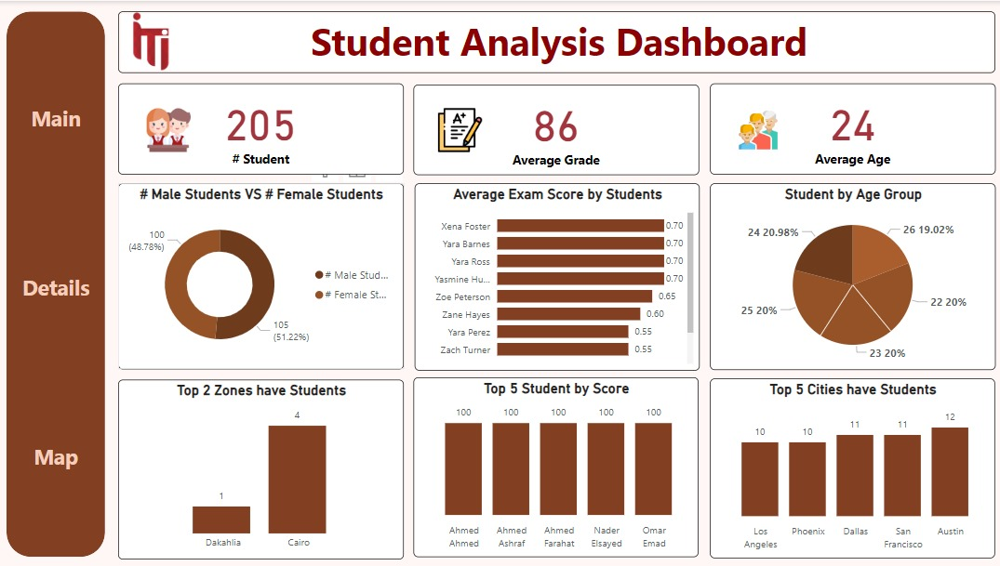 iTi
Student Analysis Dashboard
Main
Details
Map
205
# Student
A+
86
Average Grade
24
Average Age
# Male Students VS # Female Students
100
(48.78%)
105
(51.22%)
# Male Stud...
# Female St...
Average Exam Score by Students
Xena Foster 0.70
Yara Barnes 0.70
Yara Ross 0.70
Yasmine Hu... 0.70
Zoe Peterson 0.65
Zane Hayes 0.60
Yara Perez 0.55
Zach Turner 0.55
Student by Age Group
24 20.98%
26 19.02%
25 20%
22 20%
23 20%
Top 2 Zones have Students
1
4
Dakahlia
Cairo
Top 5 Student by Score
100 100 100 100 100
Ahmed Ahmed Ahmed Nader Omar
Ahmed Ashraf Farahat Elsayed Emad
Top 5 Cities have Students
10 10 11 11 12
Los Phoenix Dallas San Austin
Angeles Francisco